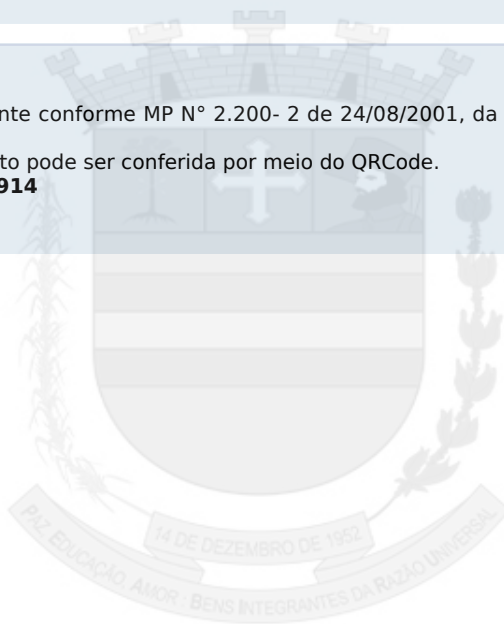 nte conforme MP N° 2.200- 2 de 24/08/2001, da
to pode ser conferida por meio do QRCode.
914
14 DE DEZEMBRO DE 1952
PAZ, EDUCAÇÃO, AMOR : BENS INTEGRANTES DA RAZÃO UNIVERSAL